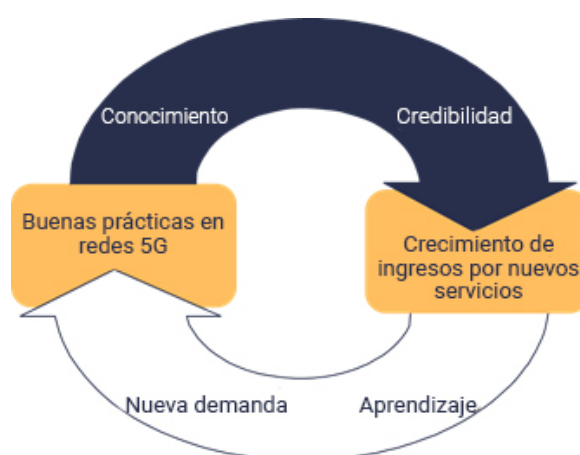 Conocimiento
Credibilidad
Buenas prácticas en
redes 5G
Crecimiento de
ingresos por nuevos
servicios
Nueva demanda
Aprendizaje